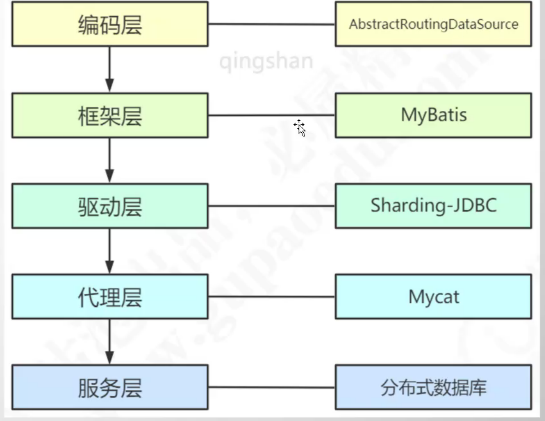 编码层
AbstractRoutingDataSource
qingshan
框架层
MyBatis
驱动层
Sharding-JDBC
代理层
Mycat
服务层
分布式数据库